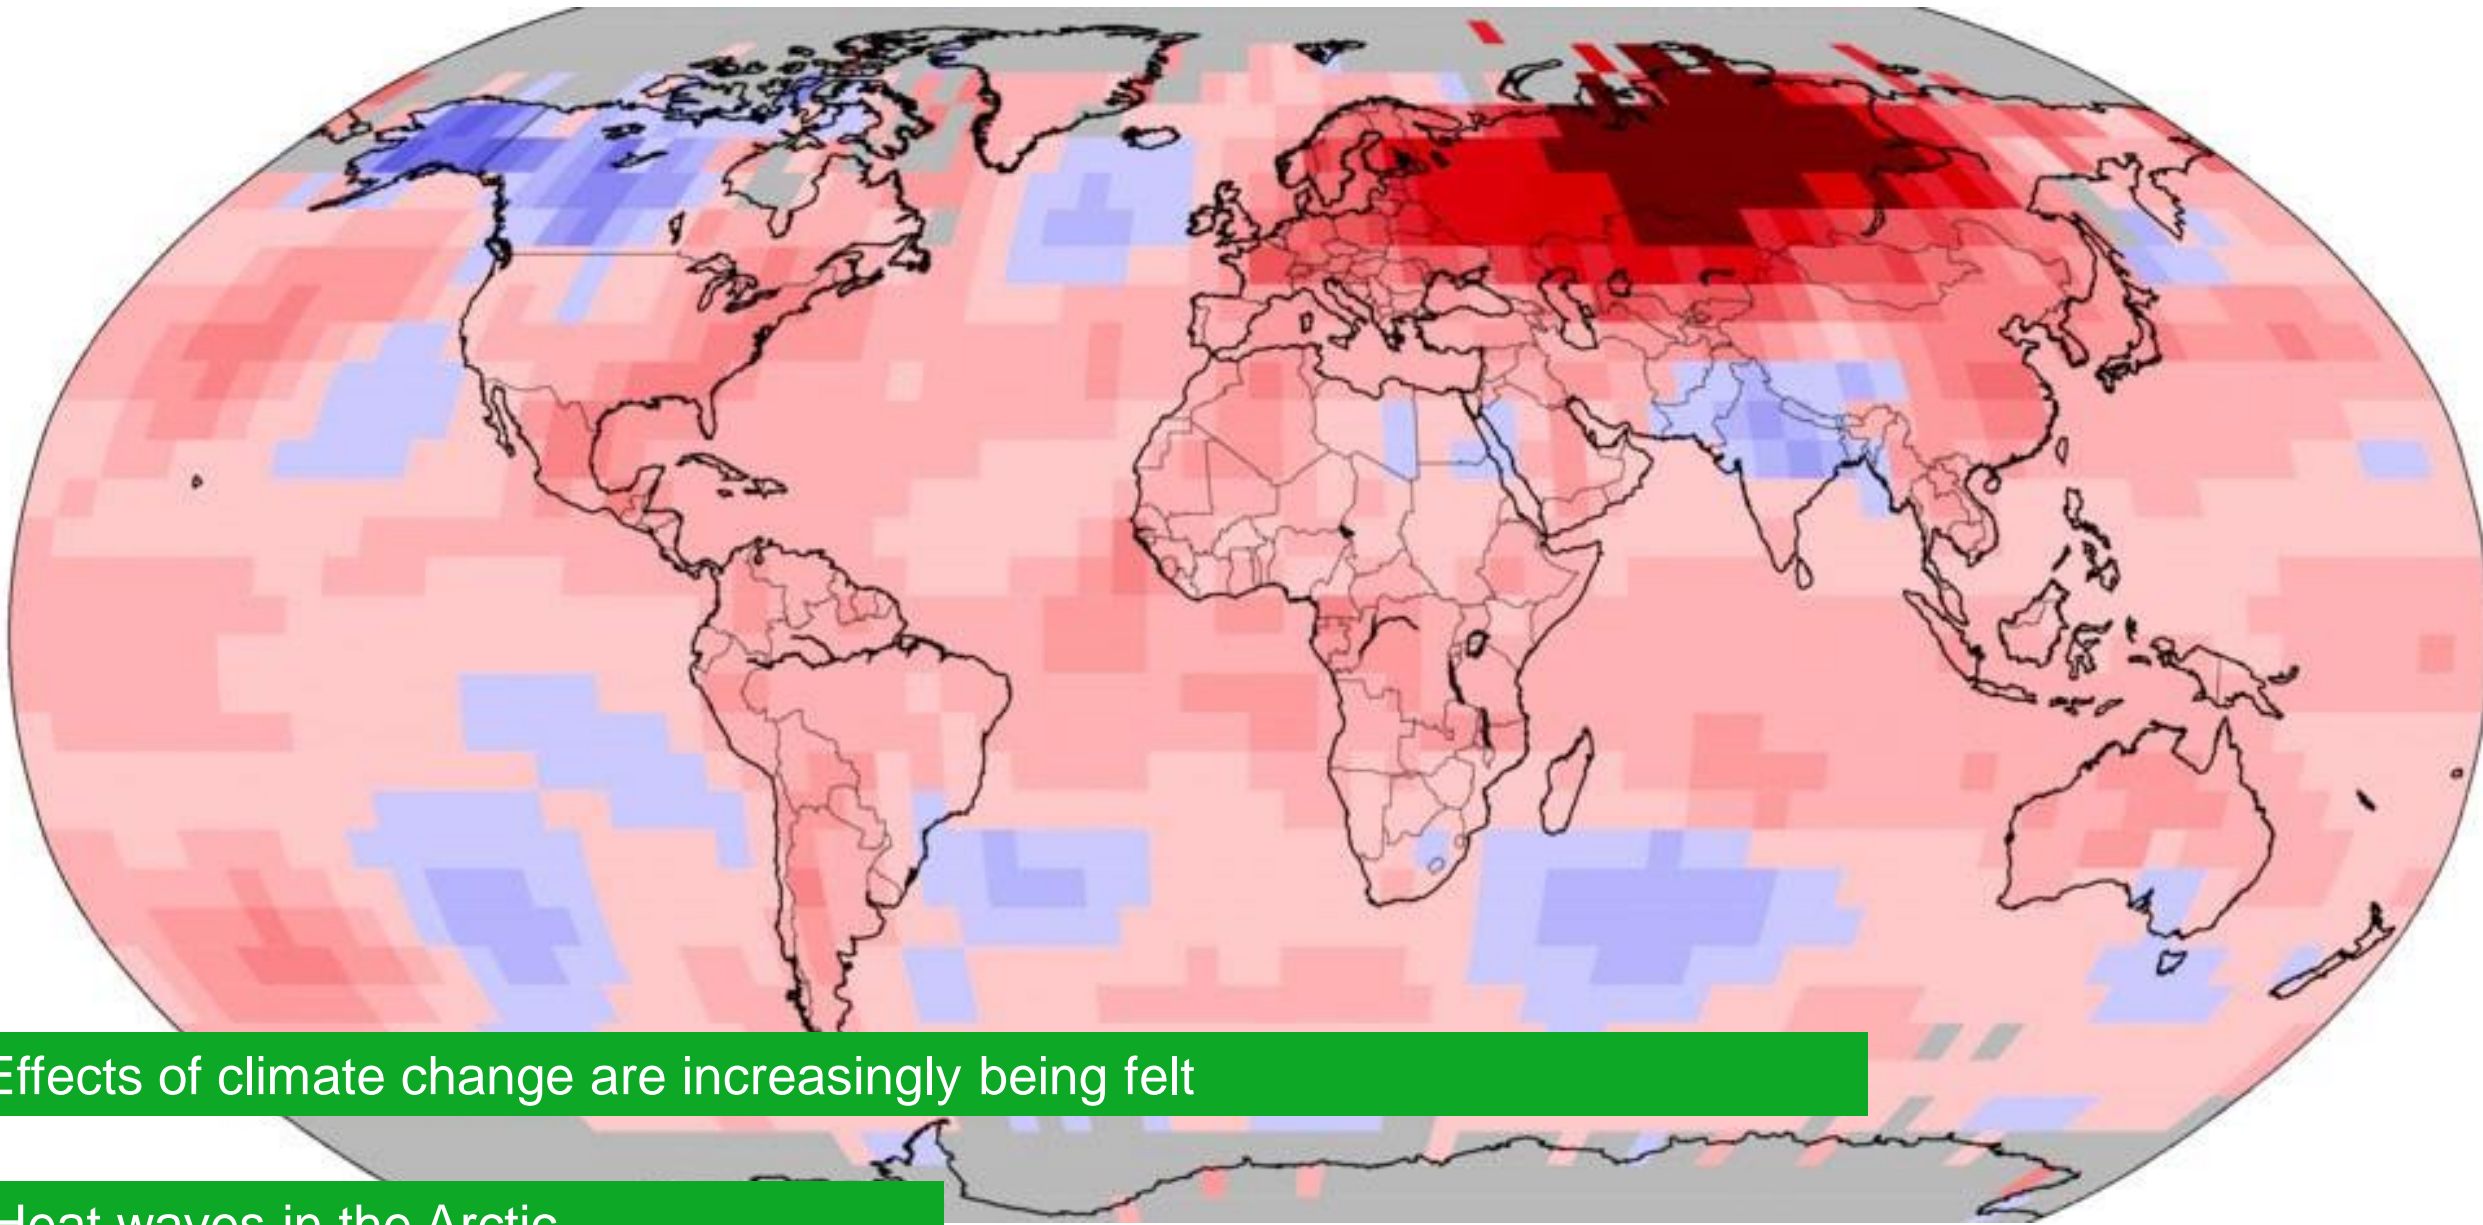 Effects of climate change are increasingly being felt
Heat waves in the Arctic